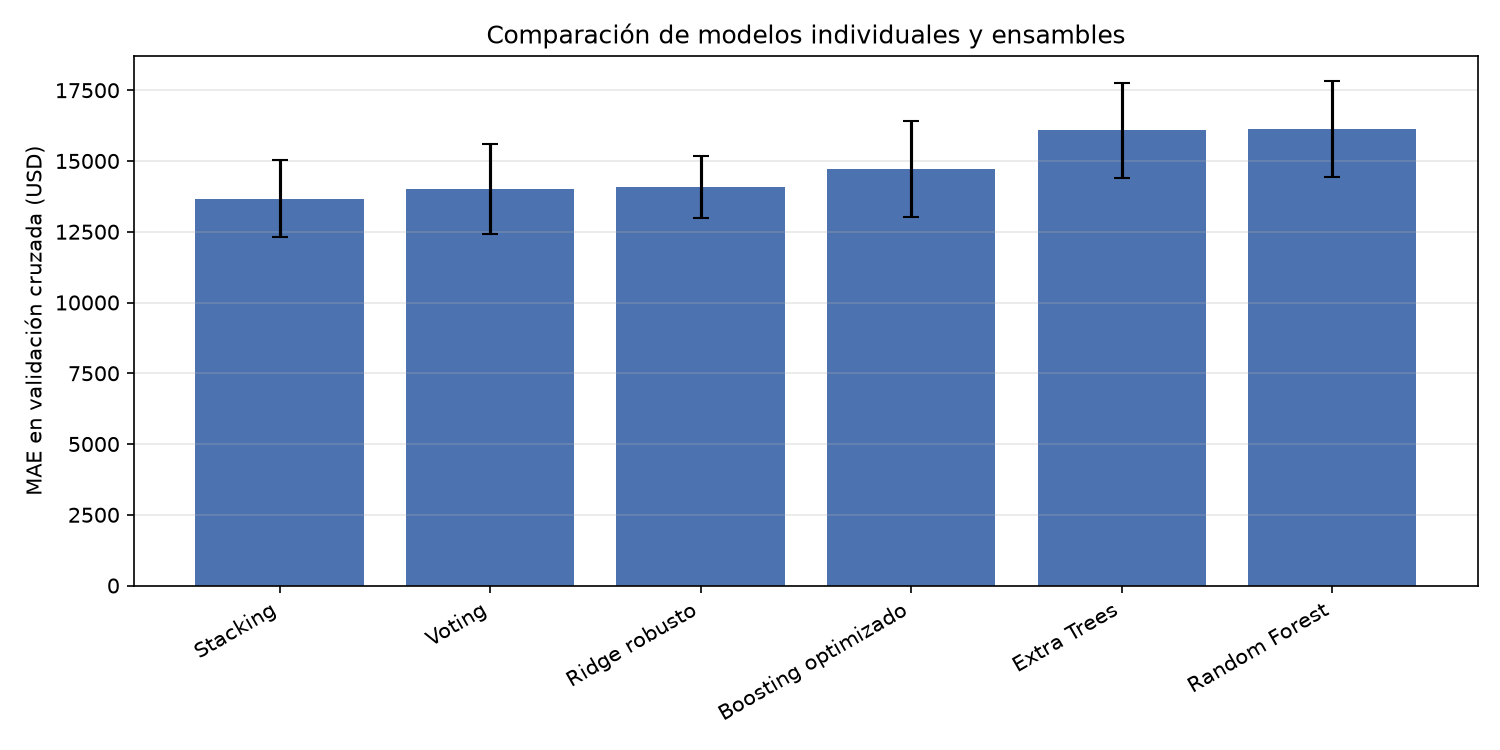 Comparación de modelos individuales y ensambles
MAE en validación cruzada (USD)
17500
15000
12500
10000
7500
5000
2500
0
Stacking
Voting
Ridge robusto
Boosting optimizado
Extra Trees
Random Forest